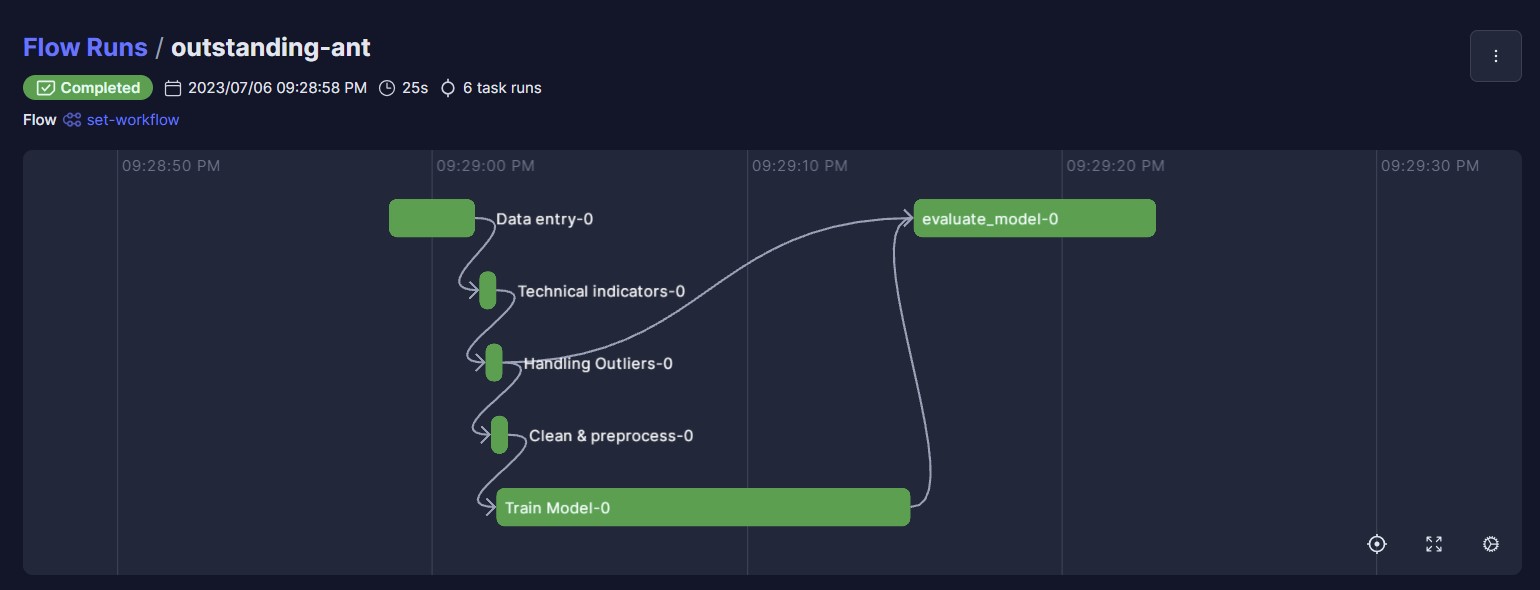 Flow Runs / outstanding-ant
Completed 2023/07/06 09:28:58 PM 25s 6 task runs
Flow set-workflow
09:28:50 PM 09:29:00 PM 09:29:10 PM 09:29:20 PM 09:29:30 PM
Data entry-0 evaluate_model-0
Technical indicators-0
Handling Outliers-0
Clean & preprocess-0
Train Model-0